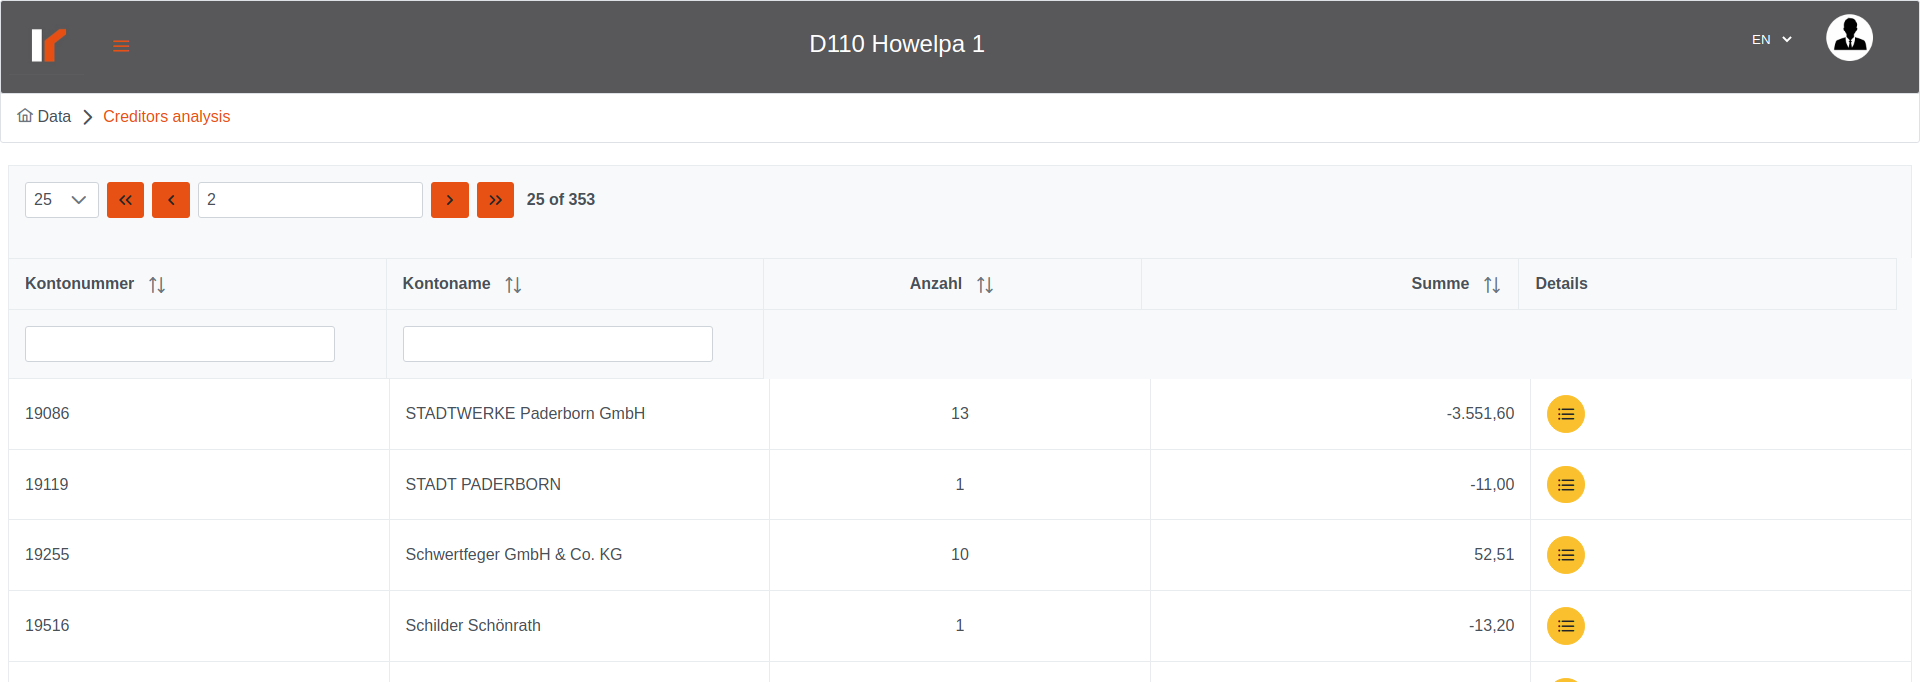 D110 Howelpa 1
EN
Data
Creditors analysis
25
2
25 of 353
Kontonummer Kontoname Anzahl Summe Details
19086 STADTWERKE Paderborn GmbH 13 -3.551,60
19119 STADT PADERBORN 1 -11,00
19255 Schwertfeger GmbH & Co. KG 10 52,51
19516 Schilder Schönrath 1 -13,20